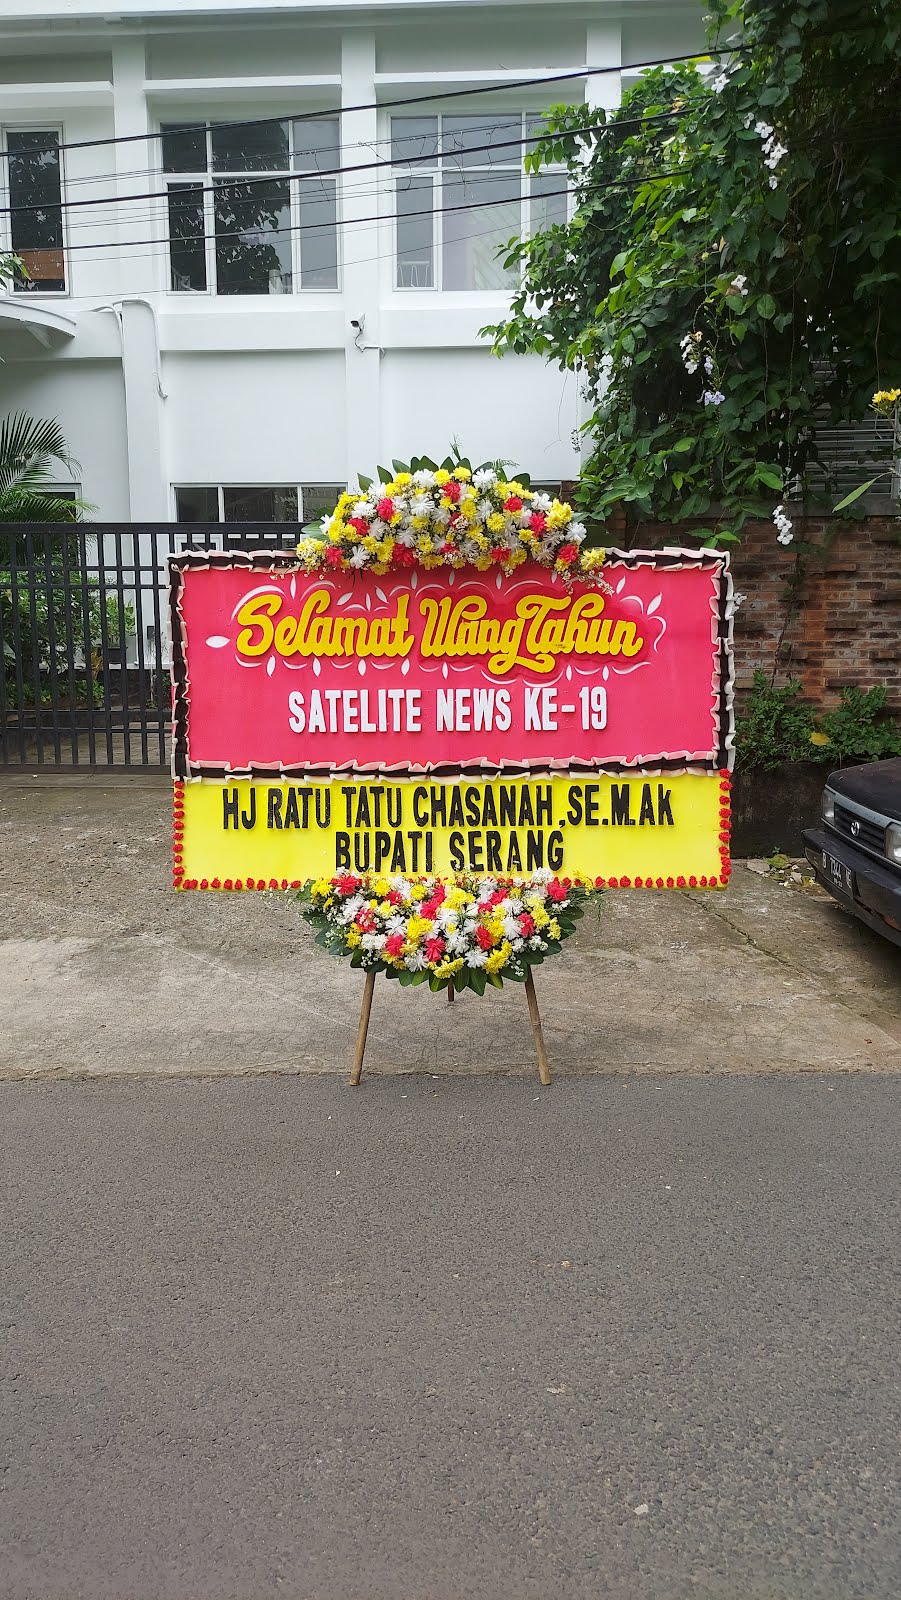 Selamat Ulang Tahun
SATELITE NEWS KE-19
HJ RATU TATU CHASANAH,SE.M.AK
BUPATI SERANG